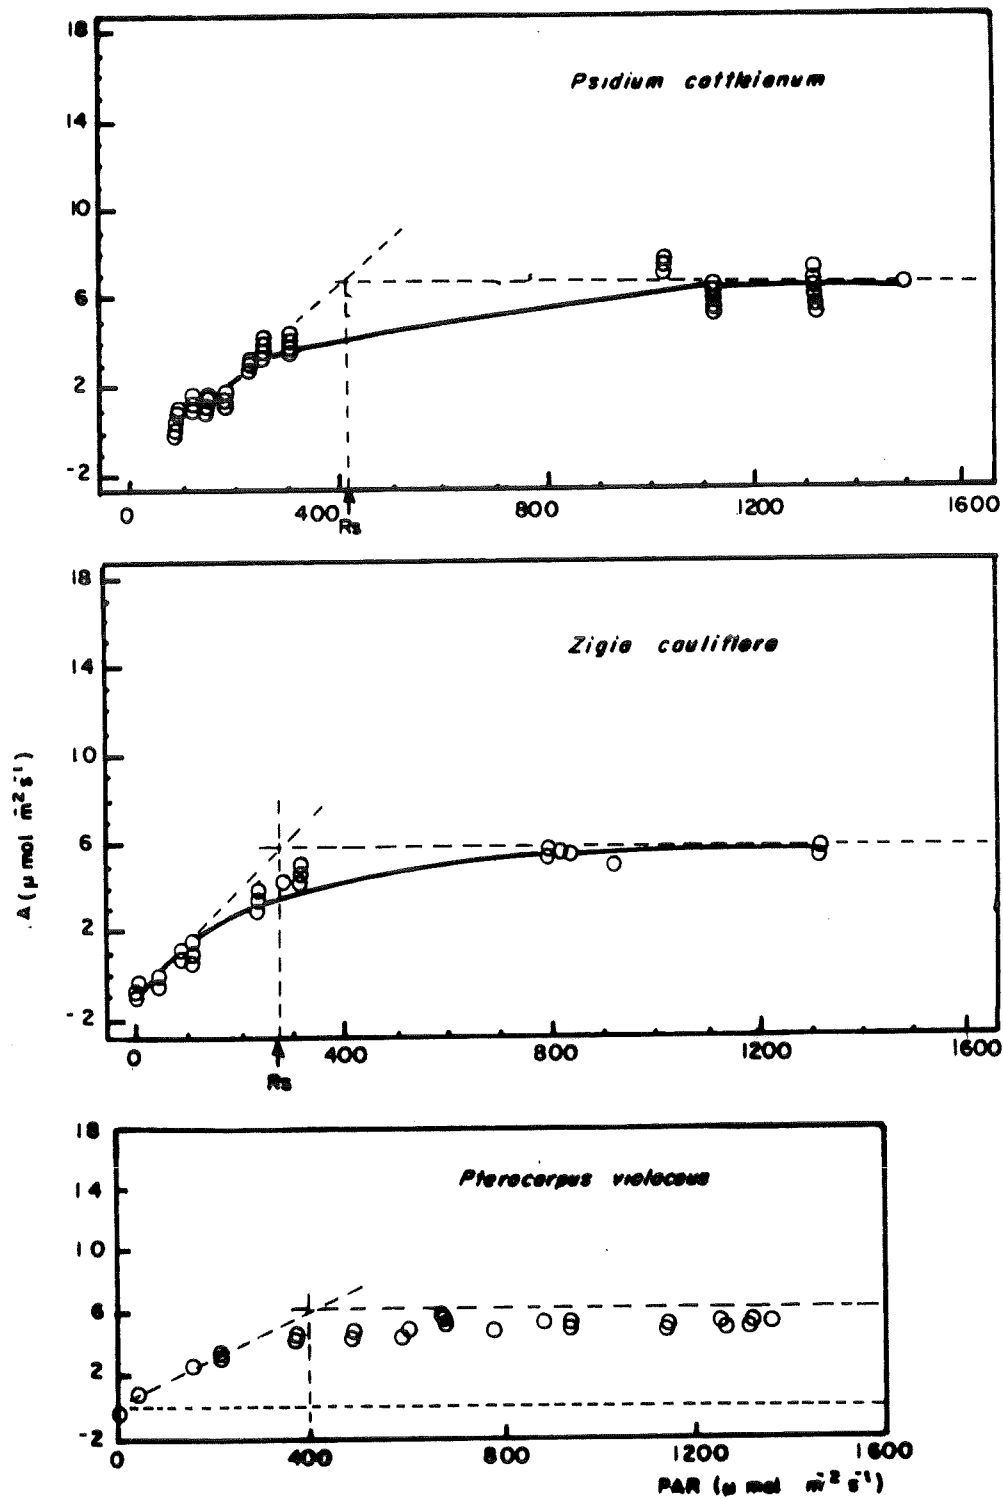 18
Psidium cattleianum
14
10
6
2
-2
0 400 800 1200 1600
Rs
18
Zigia cauliflora
14
10
6
2
-2
A (μ mol m⁻² s⁻¹)
0 400 800 1200 1600
Rs
18
Pterocarpus violaceus
14
10
6
2
-2
0 400 800 1200 1600
PAR (μ mol m⁻² s⁻¹)